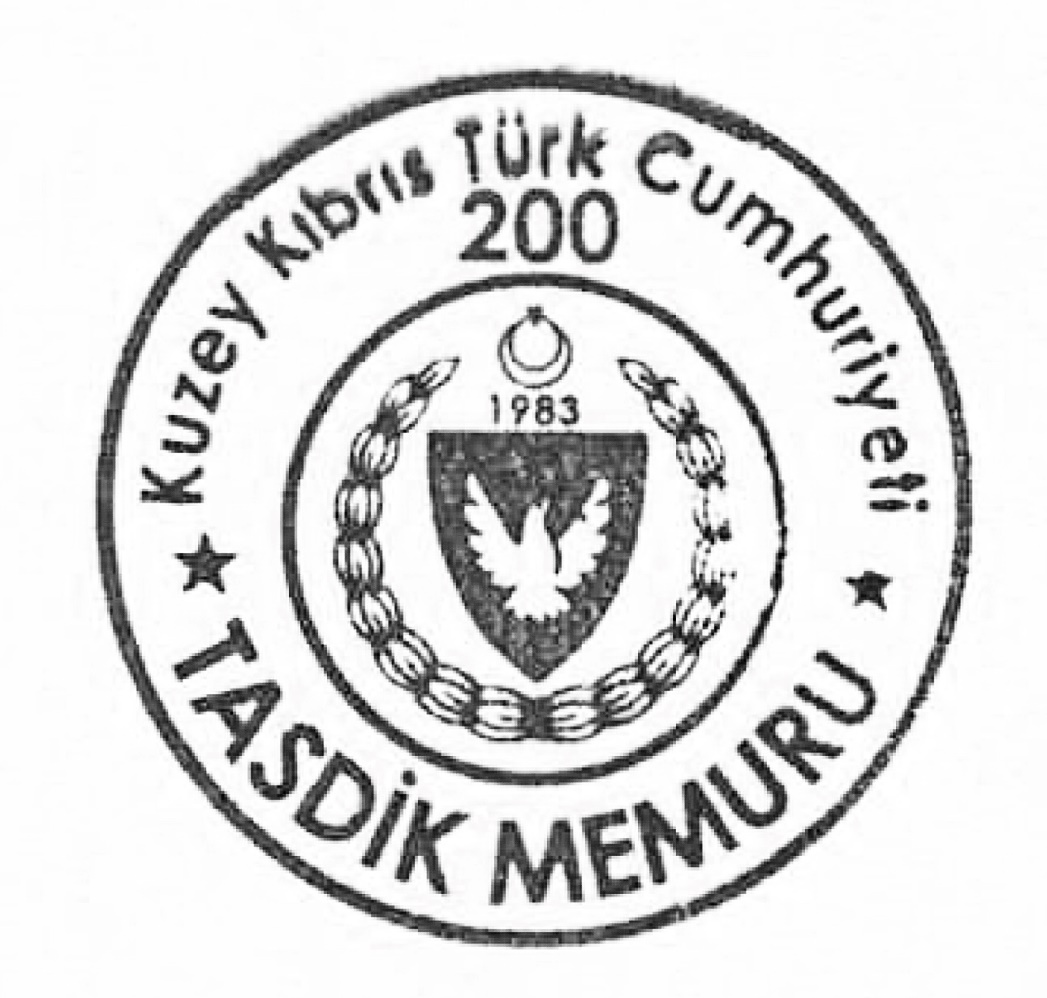 Kuzey Kıbrıs Türk Cumhuriyeti
200
1983
TASDİK MEMURU